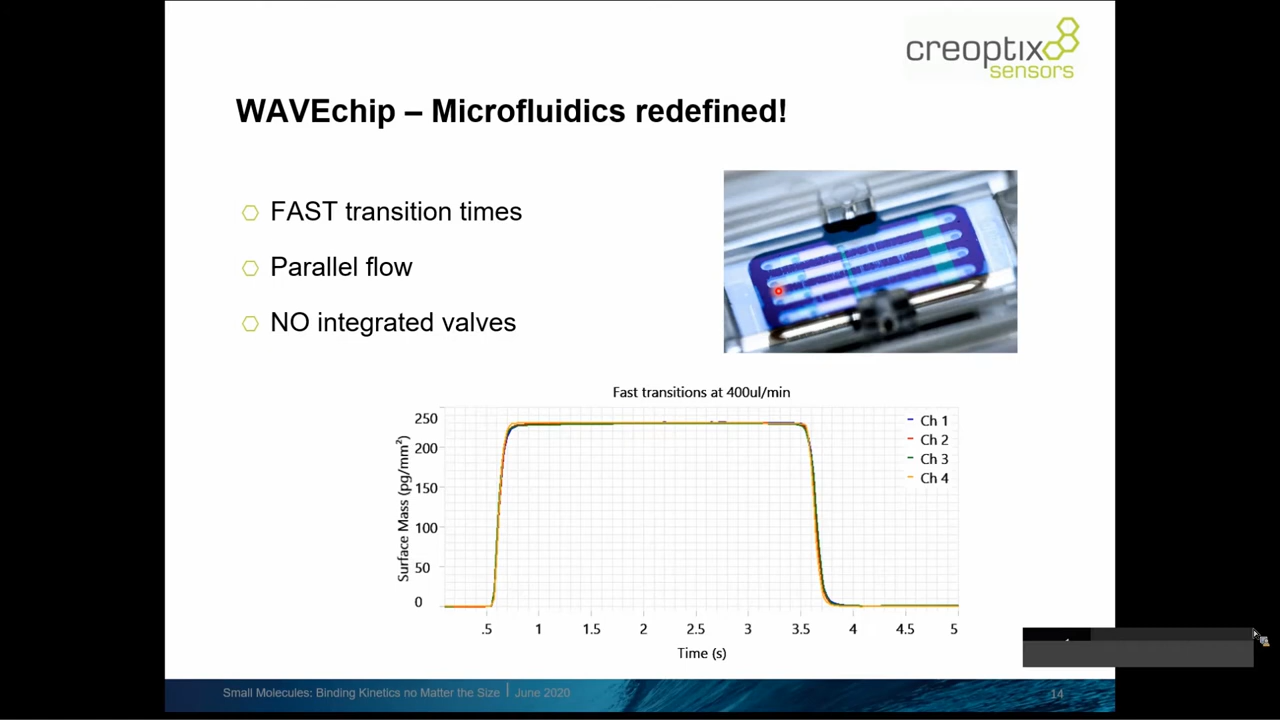 creoptix
sensors
WAVEchip – Microfluidics redefined!
FAST transition times
Parallel flow
NO integrated valves
Fast transitions at 400ul/min
Surface Mass (pg/mm²)
250
200
150
100
50
0
Ch 1
Ch 2
Ch 3
Ch 4
.5 1 1.5 2 2.5 3 3.5 4 4.5 5
Time (s)
Small Molecules: Binding Kinetics no Matter the Size | June 2020
14